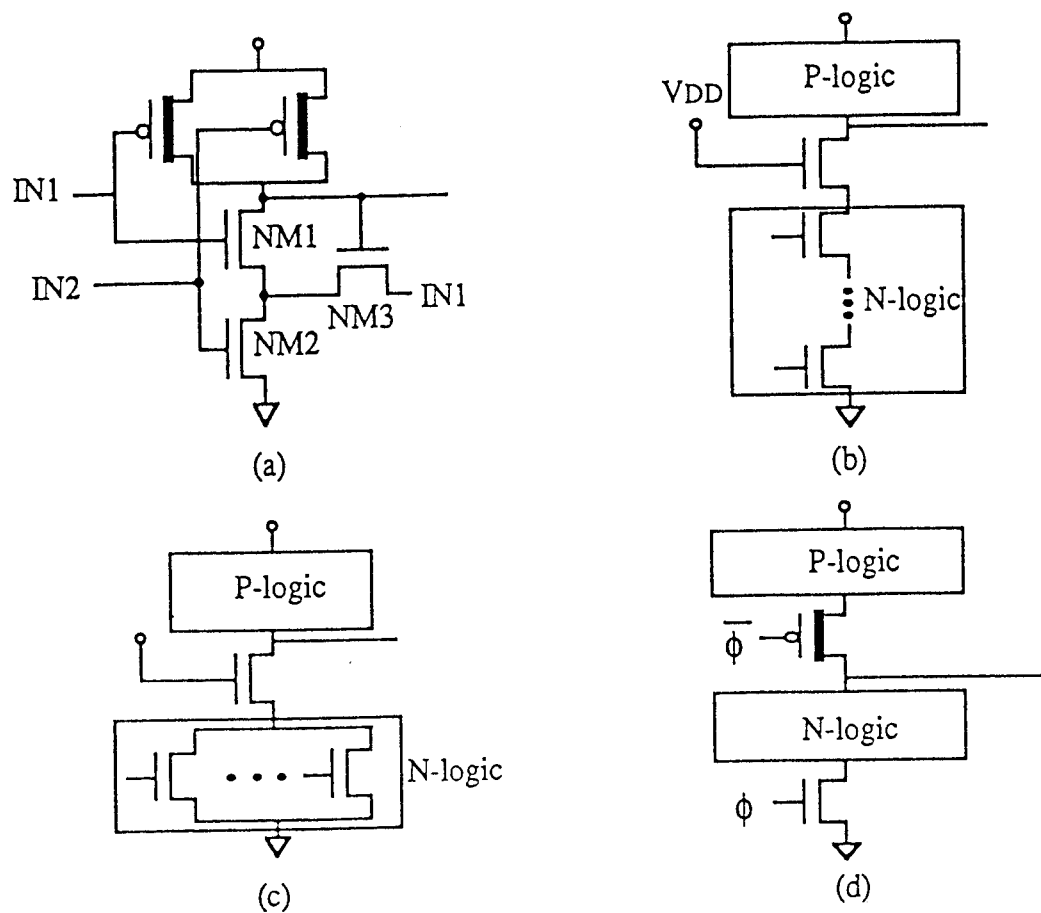 IN1
IN2
NM1
NM2
NM3
IN1
(a)
VDD
P-logic
N-logic
(b)
P-logic
N-logic
(c)
P-logic
ϕ̅
N-logic
ϕ
(d)